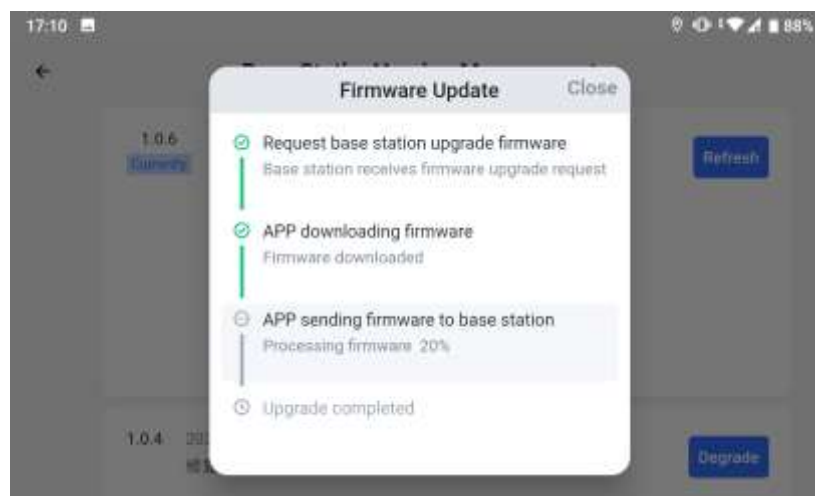 17:10 88%
Firmware Update Close
1.0.6
Currently
Request base station upgrade firmware
Base station receives firmware upgrade request
Refresh
APP downloading firmware
Firmware downloaded
APP sending firmware to base station
Processing firmware 20%
Upgrade completed
1.0.4
Degrade